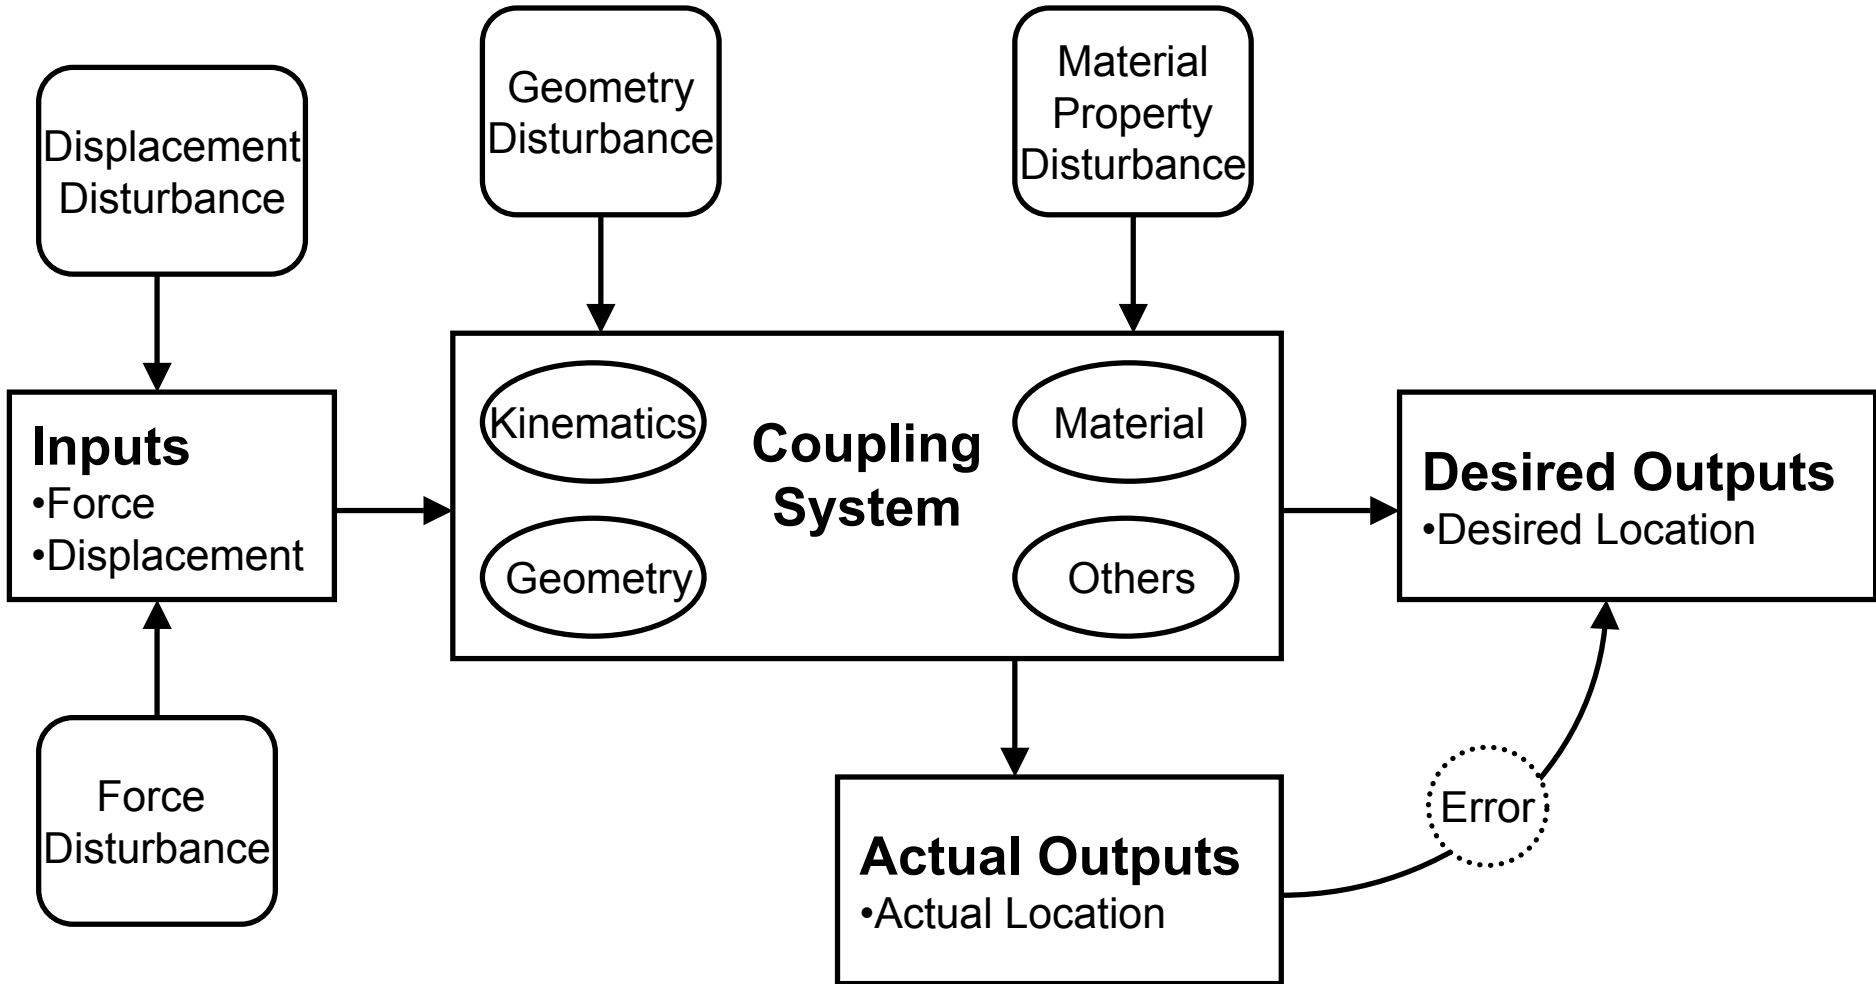 Displacement
Disturbance
Geometry
Disturbance
Material
Property
Disturbance
Inputs
•Force
•Displacement
Kinematics
Geometry
Coupling
System
Material
Others
Desired Outputs
•Desired Location
Force
Disturbance
Actual Outputs
•Actual Location
Error